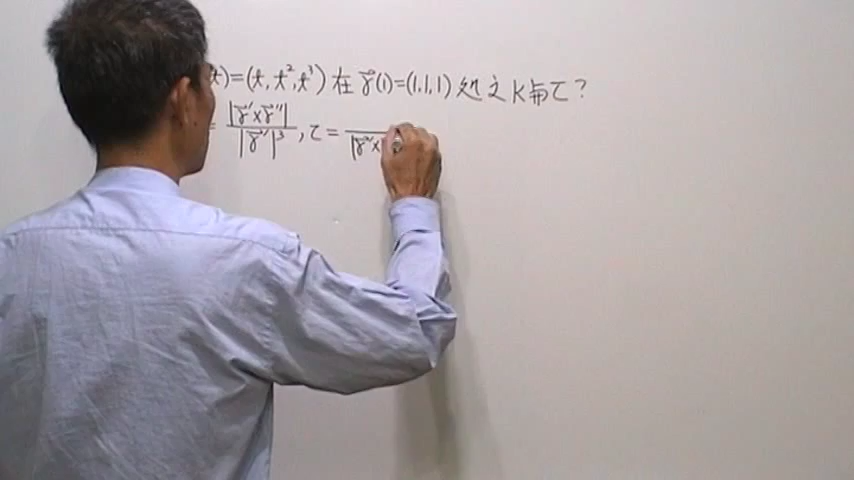 t)=(t, t²,t³) 在 r⃗(1)=(1,1,1) 処之 K 与 τ ?
= |r⃗'×r⃗''| / |r⃗'|³ , τ = / |r⃗'×